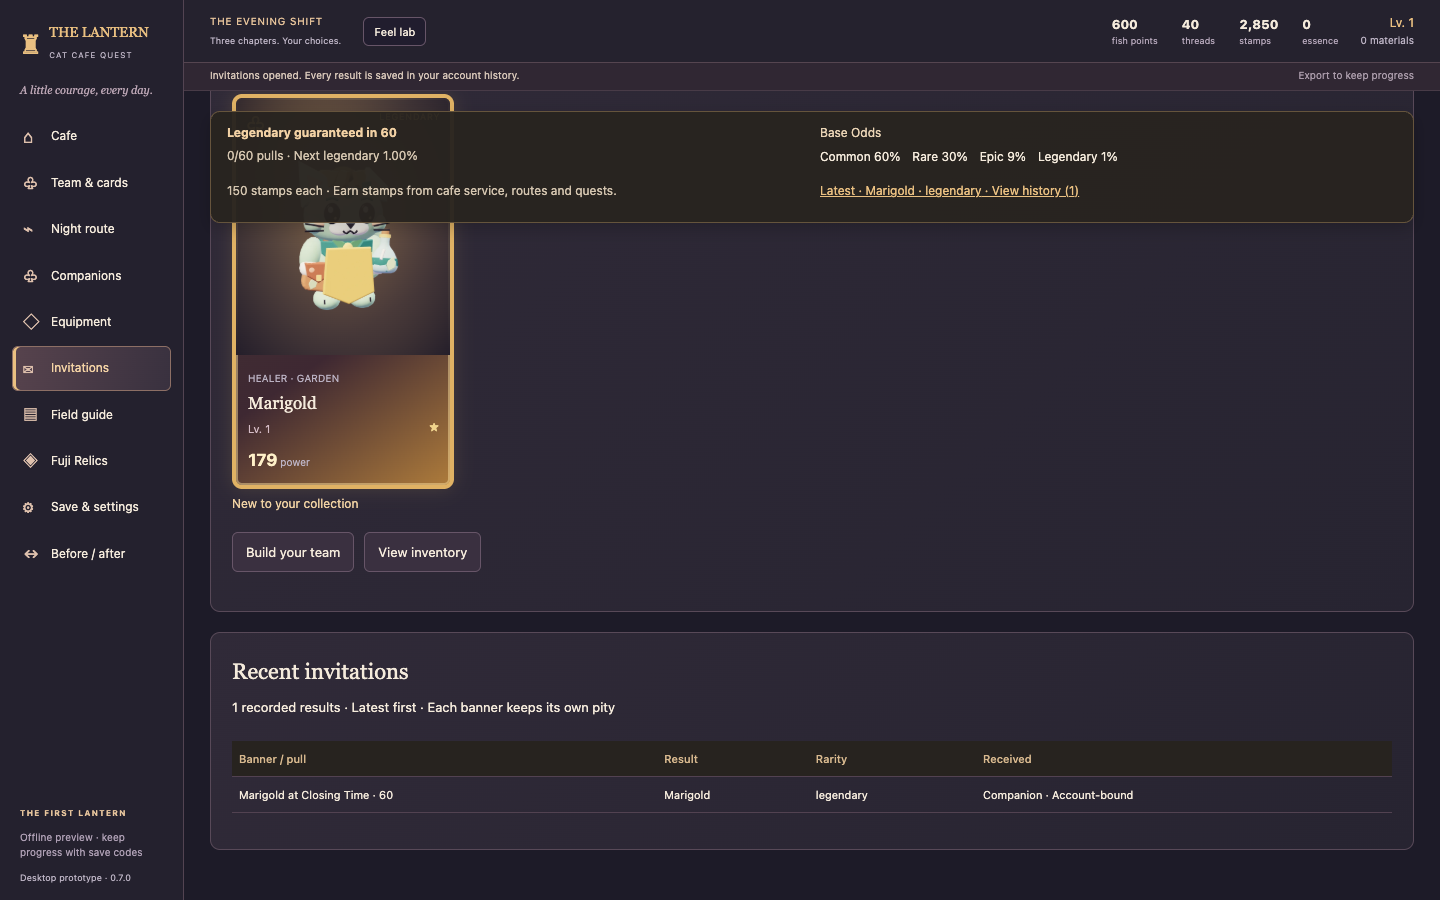 THE LANTERN
CAT CAFE QUEST
A little courage, every day.
Cafe
Team & cards
Night route
Companions
Equipment
Invitations
Field guide
Fuji Relics
Save & settings
Before / after
THE FIRST LANTERN
Offline preview · keep
progress with save codes
Desktop prototype · 0.7.0
THE EVENING SHIFT
Three chapters. Your choices.
Feel lab
600
fish points
40
threads
2,850
stamps
0
essence
Lv. 1
0 materials
Invitations opened. Every result is saved in your account history.
Export to keep progress
Legendary guaranteed in 60
0/60 pulls · Next legendary 1.00%
150 stamps each · Earn stamps from cafe service, routes and quests.
Base Odds
Common 60% Rare 30% Epic 9% Legendary 1%
Latest · Marigold · legendary · View history (1)
HEALER · GARDEN
Marigold
Lv. 1
179 power
New to your collection
Build your team
View inventory
Recent invitations
1 recorded results · Latest first · Each banner keeps its own pity
Banner / pull Result Rarity Received
Marigold at Closing Time · 60 Marigold legendary Companion · Account-bound